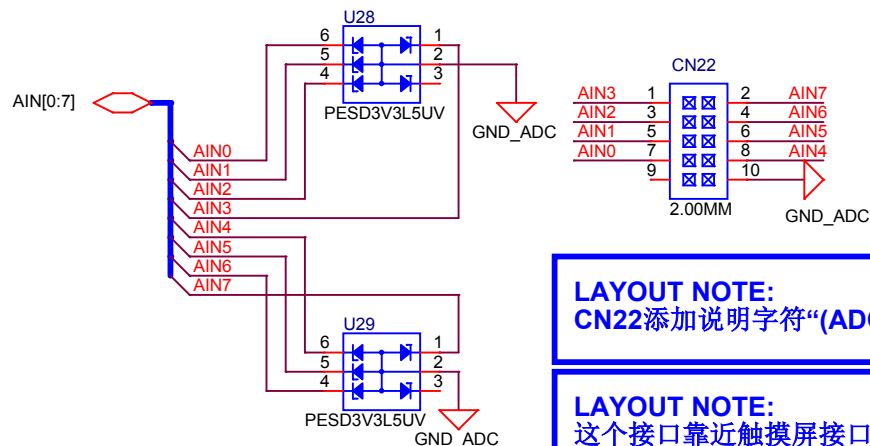 U28
6 1
5 2
4 3
PESD3V3L5UV
GND_ADC
AIN[0:7]
AIN0
AIN1
AIN2
AIN3
AIN4
AIN5
AIN6
AIN7
U29
6 1
5 2
4 3
PESD3V3L5UV
GND_ADC
CN22
AIN3 1 2 AIN7
AIN2 3 4 AIN6
AIN1 5 6 AIN5
AIN0 7 8 AIN4
9 10
2.00MM
GND_ADC
LAYOUT NOTE:
CN22添加说明字符“(ADC
LAYOUT NOTE:
这个接口靠近触摸屏接口